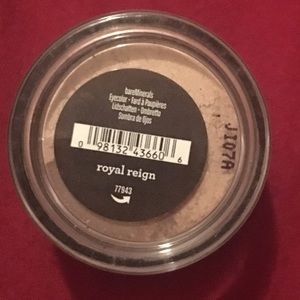 bareMinerals
Eyecolor • Fard à Paupières
Lidschatten • Ombretto
Sombra de Ojos
0 98132 43660 6
royal reign
77943
J107A